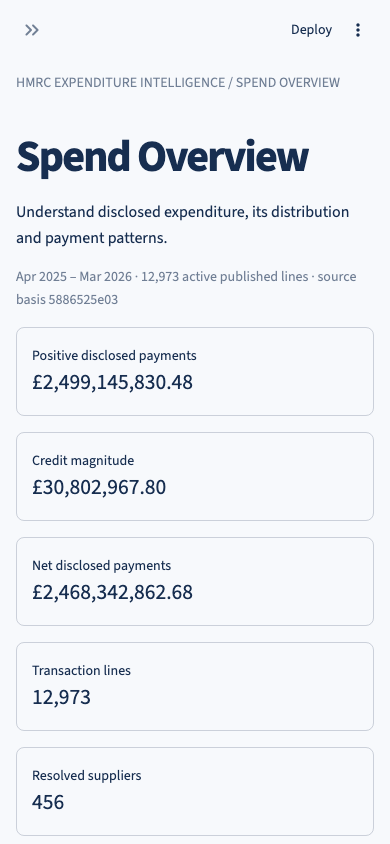 Deploy
HMRC EXPENDITURE INTELLIGENCE / SPEND OVERVIEW
Spend Overview
Understand disclosed expenditure, its distribution
and payment patterns.
Apr 2025 – Mar 2026 · 12,973 active published lines · source
basis 5886525e03
Positive disclosed payments
£2,499,145,830.48
Credit magnitude
£30,802,967.80
Net disclosed payments
£2,468,342,862.68
Transaction lines
12,973
Resolved suppliers
456